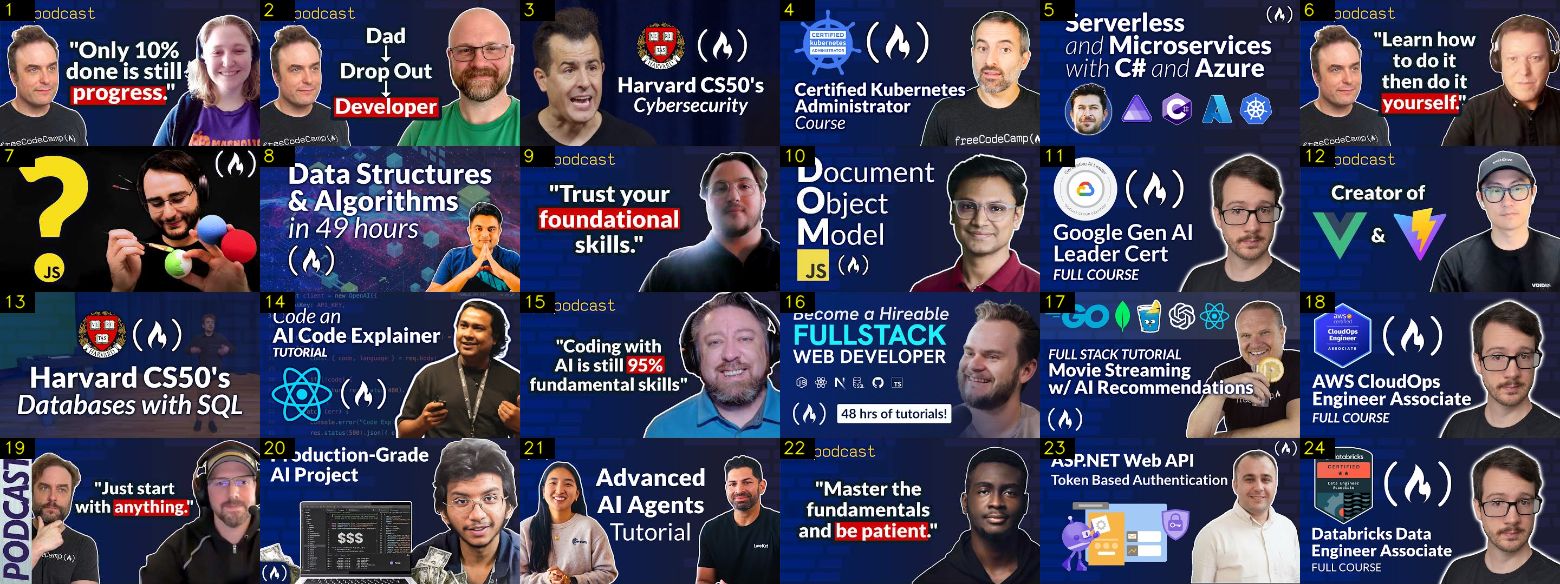 1
podcast
"Only 10%
done is still
progress."
freeCodeCamp(A)
2
podcast
Dad
↓
Drop Out
↓
Developer
freeCodeCamp(A)
3
Harvard CS50's
Cybersecurity
4
CERTIFIED
kubernetes
ADMINISTRATOR
Certified Kubernetes
Administrator
Course
freeCodeCamp(A)
5
Serverless
and Microservices
with C# and Azure
6
podcast
"Learn how
to do it
then do it
yourself."
freeCodeCamp(A)
7
?
JS
8
Data Structures
& Algorithms
in 49 hours
9
podcast
"Trust your
foundational
skills."
10
Document
Object
Model
JS
11
Google Gen AI
Leader Cert
FULL COURSE
12
podcast
Creator of
&
13
Harvard CS50's
Databases with SQL
14
Code an
AI Code Explainer
TUTORIAL
15
podcast
"Coding with
AI is still 95%
fundamental skills"
16
Become a Hireable
FULLSTACK
WEB DEVELOPER
48 hrs of tutorials!
17
GO
FULL STACK TUTORIAL
Movie Streaming
w/ AI Recommendations
18
aws
certified
CloudOps
Engineer
ASSOCIATE
AWS CloudOps
Engineer Associate
FULL COURSE
19
PODCAST
"Just start
with anything."
CodeCamp(A)
20
Production-Grade
AI Project
$$$
21
Advanced
AI Agents
Tutorial
22
podcast
"Master the
fundamentals
and be patient."
23
ASP.NET Web API
Token Based Authentication
24
databricks
CERTIFIED
Data Engineer
Associate
Databricks Data
Engineer Associate
FULL COURSE